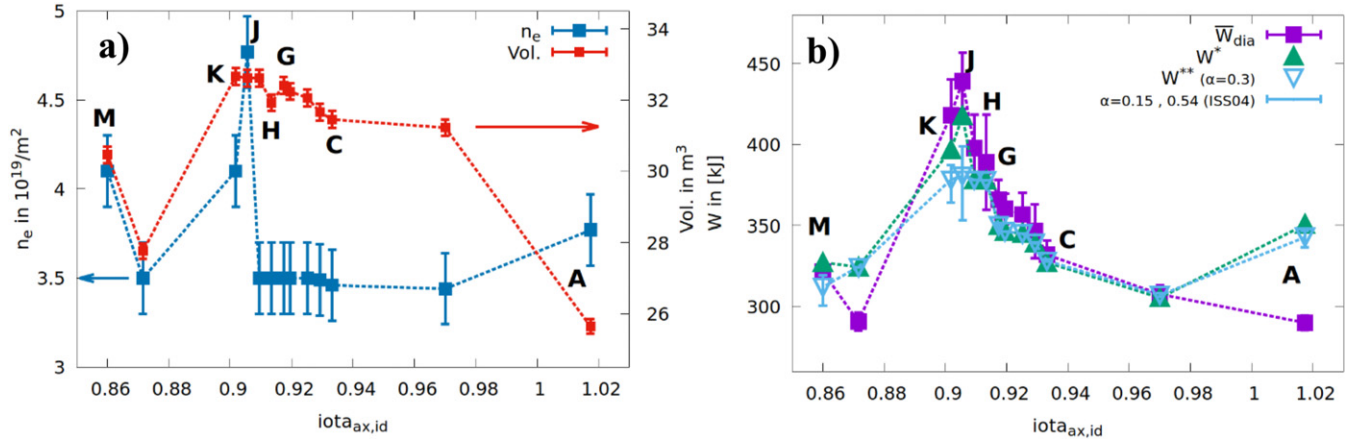 a)
n_e
Vol.
5
4.5
4
3.5
3
n_e in 10^19/m^2
34
32
30
28
26
Vol. in m^3
M
K
J
G
H
C
A
0.86 0.88 0.9 0.92 0.94 0.96 0.98 1 1.02
iota_ax,id
b)
W̅_dia
W^*
W^** (α=0.3)
α=0.15 , 0.54 (ISS04)
450
400
350
300
W in [kJ]
J
K
H
G
M
C
A
0.86 0.88 0.9 0.92 0.94 0.96 0.98 1 1.02
iota_ax,id